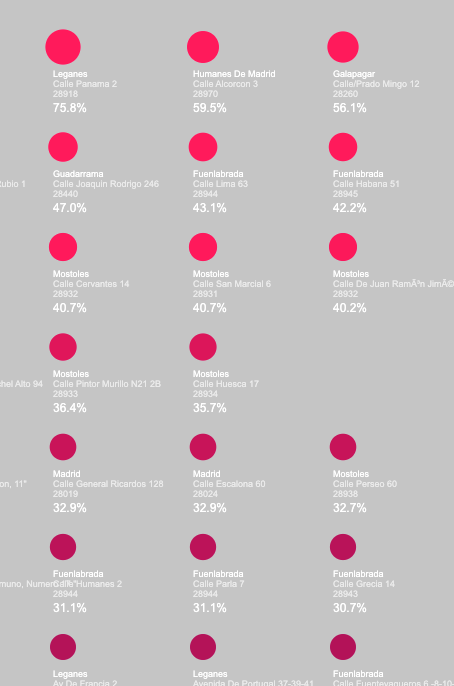 Leganes
Calle Panama 2
28918
75.8%
Humanes De Madrid
Calle Alcorcon 3
28970
59.5%
Galapagar
Calle/Prado Mingo 12
28260
56.1%
Rubio 1
Guadarrama
Calle Joaquin Rodrigo 246
28440
47.0%
Fuenlabrada
Calle Lima 63
28944
43.1%
Fuenlabrada
Calle Habana 51
28945
42.2%
Mostoles
Calle Cervantes 14
28932
40.7%
Mostoles
Calle San Marcial 6
28931
40.7%
Mostoles
Calle De Juan RamÃ³n JimÃ©
28932
40.2%
chel Alto 94
Mostoles
Calle Pintor Murillo N21 2B
28933
36.4%
Mostoles
Calle Huesca 17
28934
35.7%
on, 11"
Madrid
Calle General Ricardos 128
28019
32.9%
Madrid
Calle Escalona 60
28024
32.9%
Mostoles
Calle Perseo 60
28938
32.7%
muno, Numero
Fuenlabrada
Calle Humanes 2
28944
31.1%
Fuenlabrada
Calle Parla 7
28944
31.1%
Fuenlabrada
Calle Grecia 14
28943
30.7%
Leganes
Av De Francia 2
Leganes
Avenida De Portugal 37-39-41
Fuenlabrada
Calle Fuentevaqueros 6 -8-10-